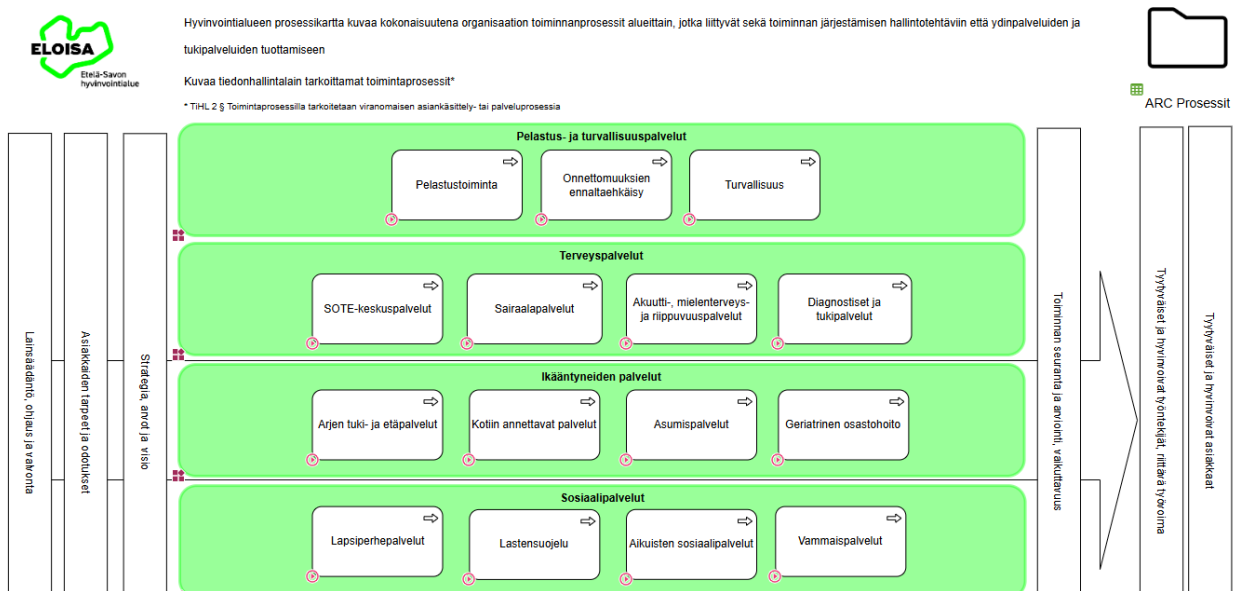 ELOISA
Etelä-Savon
hyvinvointialue
Hyvinvointialueen prosessikartta kuvaa kokonaisuutena organisaation toiminnanprosessit alueittain, jotka liittyvät sekä toiminnan järjestämisen hallintotehtäviin että ydinpalveluiden ja
tukipalveluiden tuottamiseen
Kuvaa tiedonhallintalain tarkoittamat toimintaprosessit*
* TiHL 2 § Toimintaprosessilla tarkoitetaan viranomaisen asiankäsittely- tai palveluprosessia
ARC Prosessit
Lainsäädäntö, ohjaus ja valvonta
Asiakkaiden tarpeet ja odotukset
Strategia, arvot ja visio
Pelastus- ja turvallisuuspalvelut
Pelastustoiminta
Onnettomuuksien
ennaltaehkäisy
Turvallisuus
Terveyspalvelut
SOTE-keskuspalvelut
Sairaalapalvelut
Akuutti-, mielenterveys-
ja riippuvuuspalvelut
Diagnostiset ja
tukipalvelut
Ikääntyneiden palvelut
Arjen tuki- ja etäpalvelut
Kotiin annettavat palvelut
Asumispalvelut
Geriatrinen osastohoito
Sosiaalipalvelut
Lapsiperhepalvelut
Lastensuojelu
Aikuisten sosiaalipalvelut
Vammaispalvelut
Toiminnan seuranta ja arviointi, vaikuttavuus
Tyytyväiset ja hyvinvoivat työntekijät, riittävä työvoima
Tyytyväiset ja hyvinvoivat asiakkaat